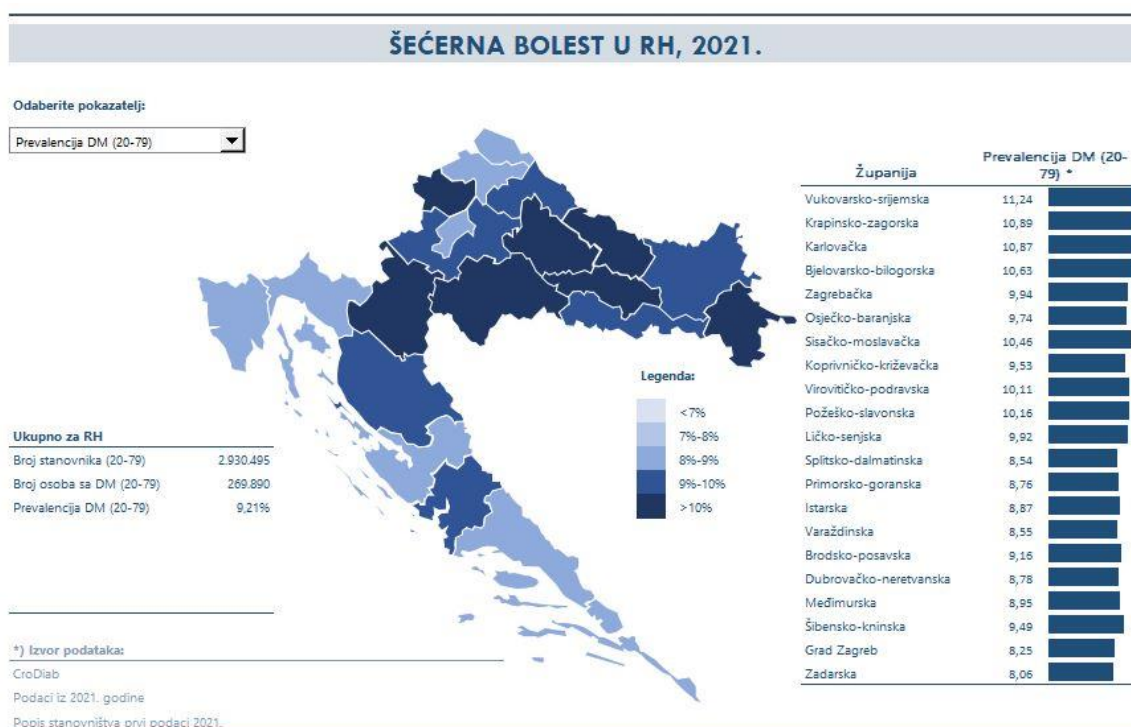 ŠEĆERNA BOLEST U RH, 2021.
Odaberite pokazatelj:
Prevalencija DM (20-79)
Županija Prevalencija DM (20-79) *
Vukovarsko-srijemska 11,24
Krapinsko-zagorska 10,89
Karlovačka 10,87
Bjelovarsko-bilogorska 10,63
Zagrebačka 9,94
Osječko-baranjska 9,74
Sisačko-moslavačka 10,46
Koprivničko-križevačka 9,53
Virovitičko-podravska 10,11
Požeško-slavonska 10,16
Ličko-senjska 9,92
Splitsko-dalmatinska 8,54
Primorsko-goranska 8,76
Istarska 8,87
Varaždinska 8,55
Brodsko-posavska 9,16
Dubrovačko-neretvanska 8,78
Međimurska 8,95
Šibensko-kninska 9,49
Grad Zagreb 8,25
Zadarska 8,06
Legenda:
<7%
7%-8%
8%-9%
9%-10%
>10%
Ukupno za RH
Broj stanovnika (20-79) 2.930.495
Broj osoba sa DM (20-79) 269.890
Prevalencija DM (20-79) 9,21%
*) Izvor podataka:
CroDiab
Podaci iz 2021. godine
Popis stanovništva prvi podaci 2021.